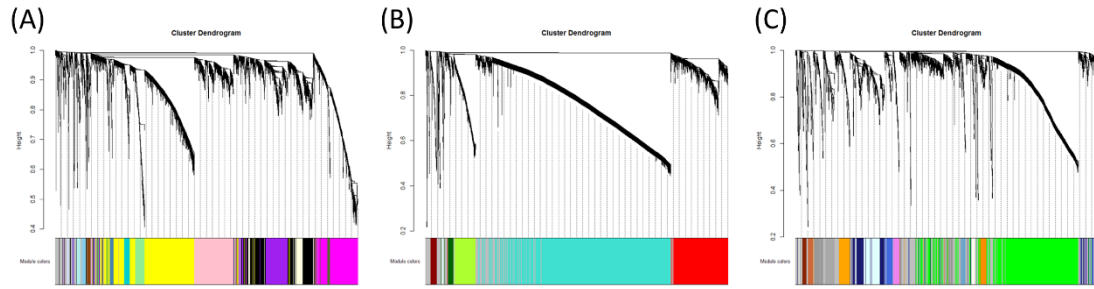 (A)
Cluster Dendrogram
Height
1.0
0.9
0.8
0.7
0.6
0.5
0.4
Module colors
(B)
Cluster Dendrogram
Height
1.0
0.8
0.6
0.4
0.2
Module colors
(C)
Cluster Dendrogram
Height
1.0
0.8
0.6
0.4
0.2
Module colors